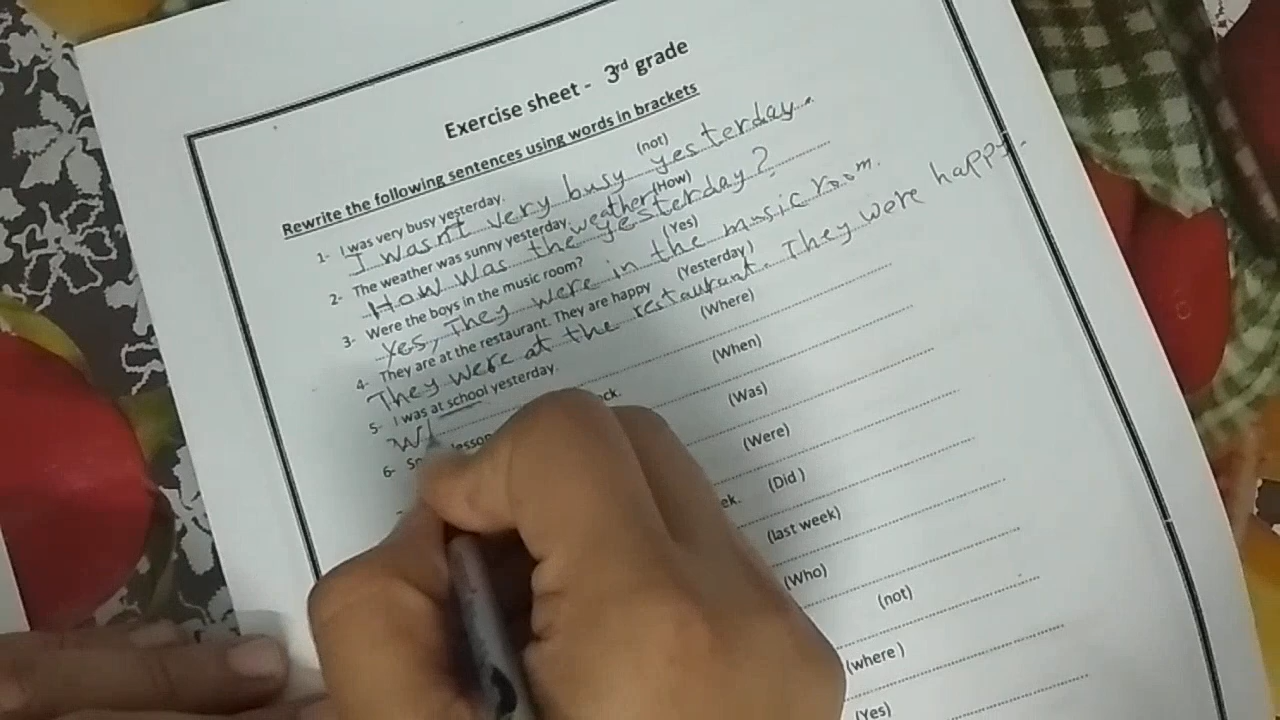 Exercise sheet - 3rd grade
Rewrite the following sentences using words in brackets
1- I was very busy yesterday. (not)
I wasn't very busy yesterday.
2- The weather was sunny yesterday. (How)
How was the weather yesterday?
3- Were the boys in the music room? (Yes)
Yes, They were in the music room.
4- They are at the restaurant. They are happy (Yesterday )
They were at the restaurant. They were happy.
5- I was at school yesterday. (Where)
Wh
6- (When)
(Was)
(Were)
(Did )
(last week)
(Who)
(not)
(where )
(Yes)